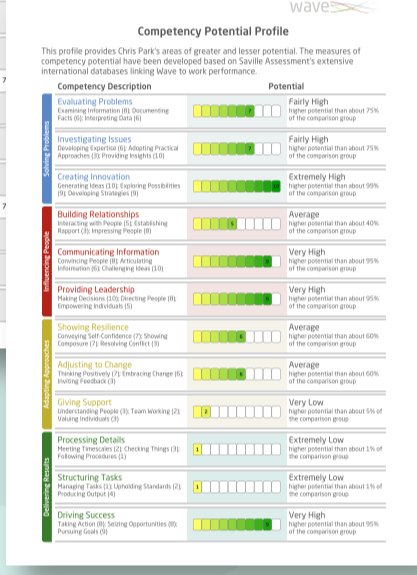 wave
Competency Potential Profile
This profile provides Chris Park's areas of greater and lesser potential. The measures of
competency potential have been developed based on Saville Assessment's extensive
international databases linking Wave to work performance.
Competency Description Potential
Solving Problems
Evaluating Problems
Examining Information (8); Documenting
Facts (6); Interpreting Data (6)
7
Fairly High
higher potential than about 75%
of the comparison group
Investigating Issues
Developing Expertise (6); Adopting Practical
Approaches (3); Providing Insights (10)
7
Fairly High
higher potential than about 75%
of the comparison group
Creating Innovation
Generating Ideas (10); Exploring Possibilities
(9); Developing Strategies (9)
10
Extremely High
higher potential than about 99%
of the comparison group
Influencing People
Building Relationships
Interacting with People (5); Establishing
Rapport (3); Impressing People (8)
5
Average
higher potential than about 40%
of the comparison group
Communicating Information
Convincing People (8); Articulating
Information (6); Challenging Ideas (10)
9
Very High
higher potential than about 95%
of the comparison group
Providing Leadership
Making Decisions (10); Directing People (8);
Empowering Individuals (5)
9
Very High
higher potential than about 95%
of the comparison group
Adapting Approaches
Showing Resilience
Conveying Self-Confidence (7); Showing
Composure (7); Resolving Conflict (3)
6
Average
higher potential than about 60%
of the comparison group
Adjusting to Change
Thinking Positively (7); Embracing Change (6);
Inviting Feedback (3)
6
Average
higher potential than about 60%
of the comparison group
Giving Support
Understanding People (3); Team Working (2);
Valuing Individuals (3)
2
Very Low
higher potential than about 5% of
the comparison group
Delivering Results
Processing Details
Meeting Timescales (2); Checking Things (3);
Following Procedures (1)
1
Extremely Low
higher potential than about 1% of
the comparison group
Structuring Tasks
Managing Tasks (1); Upholding Standards (2);
Producing Output (4)
1
Extremely Low
higher potential than about 1% of
the comparison group
Driving Success
Taking Action (8); Seizing Opportunities (8);
Pursuing Goals (9)
9
Very High
higher potential than about 95%
of the comparison group
7
7